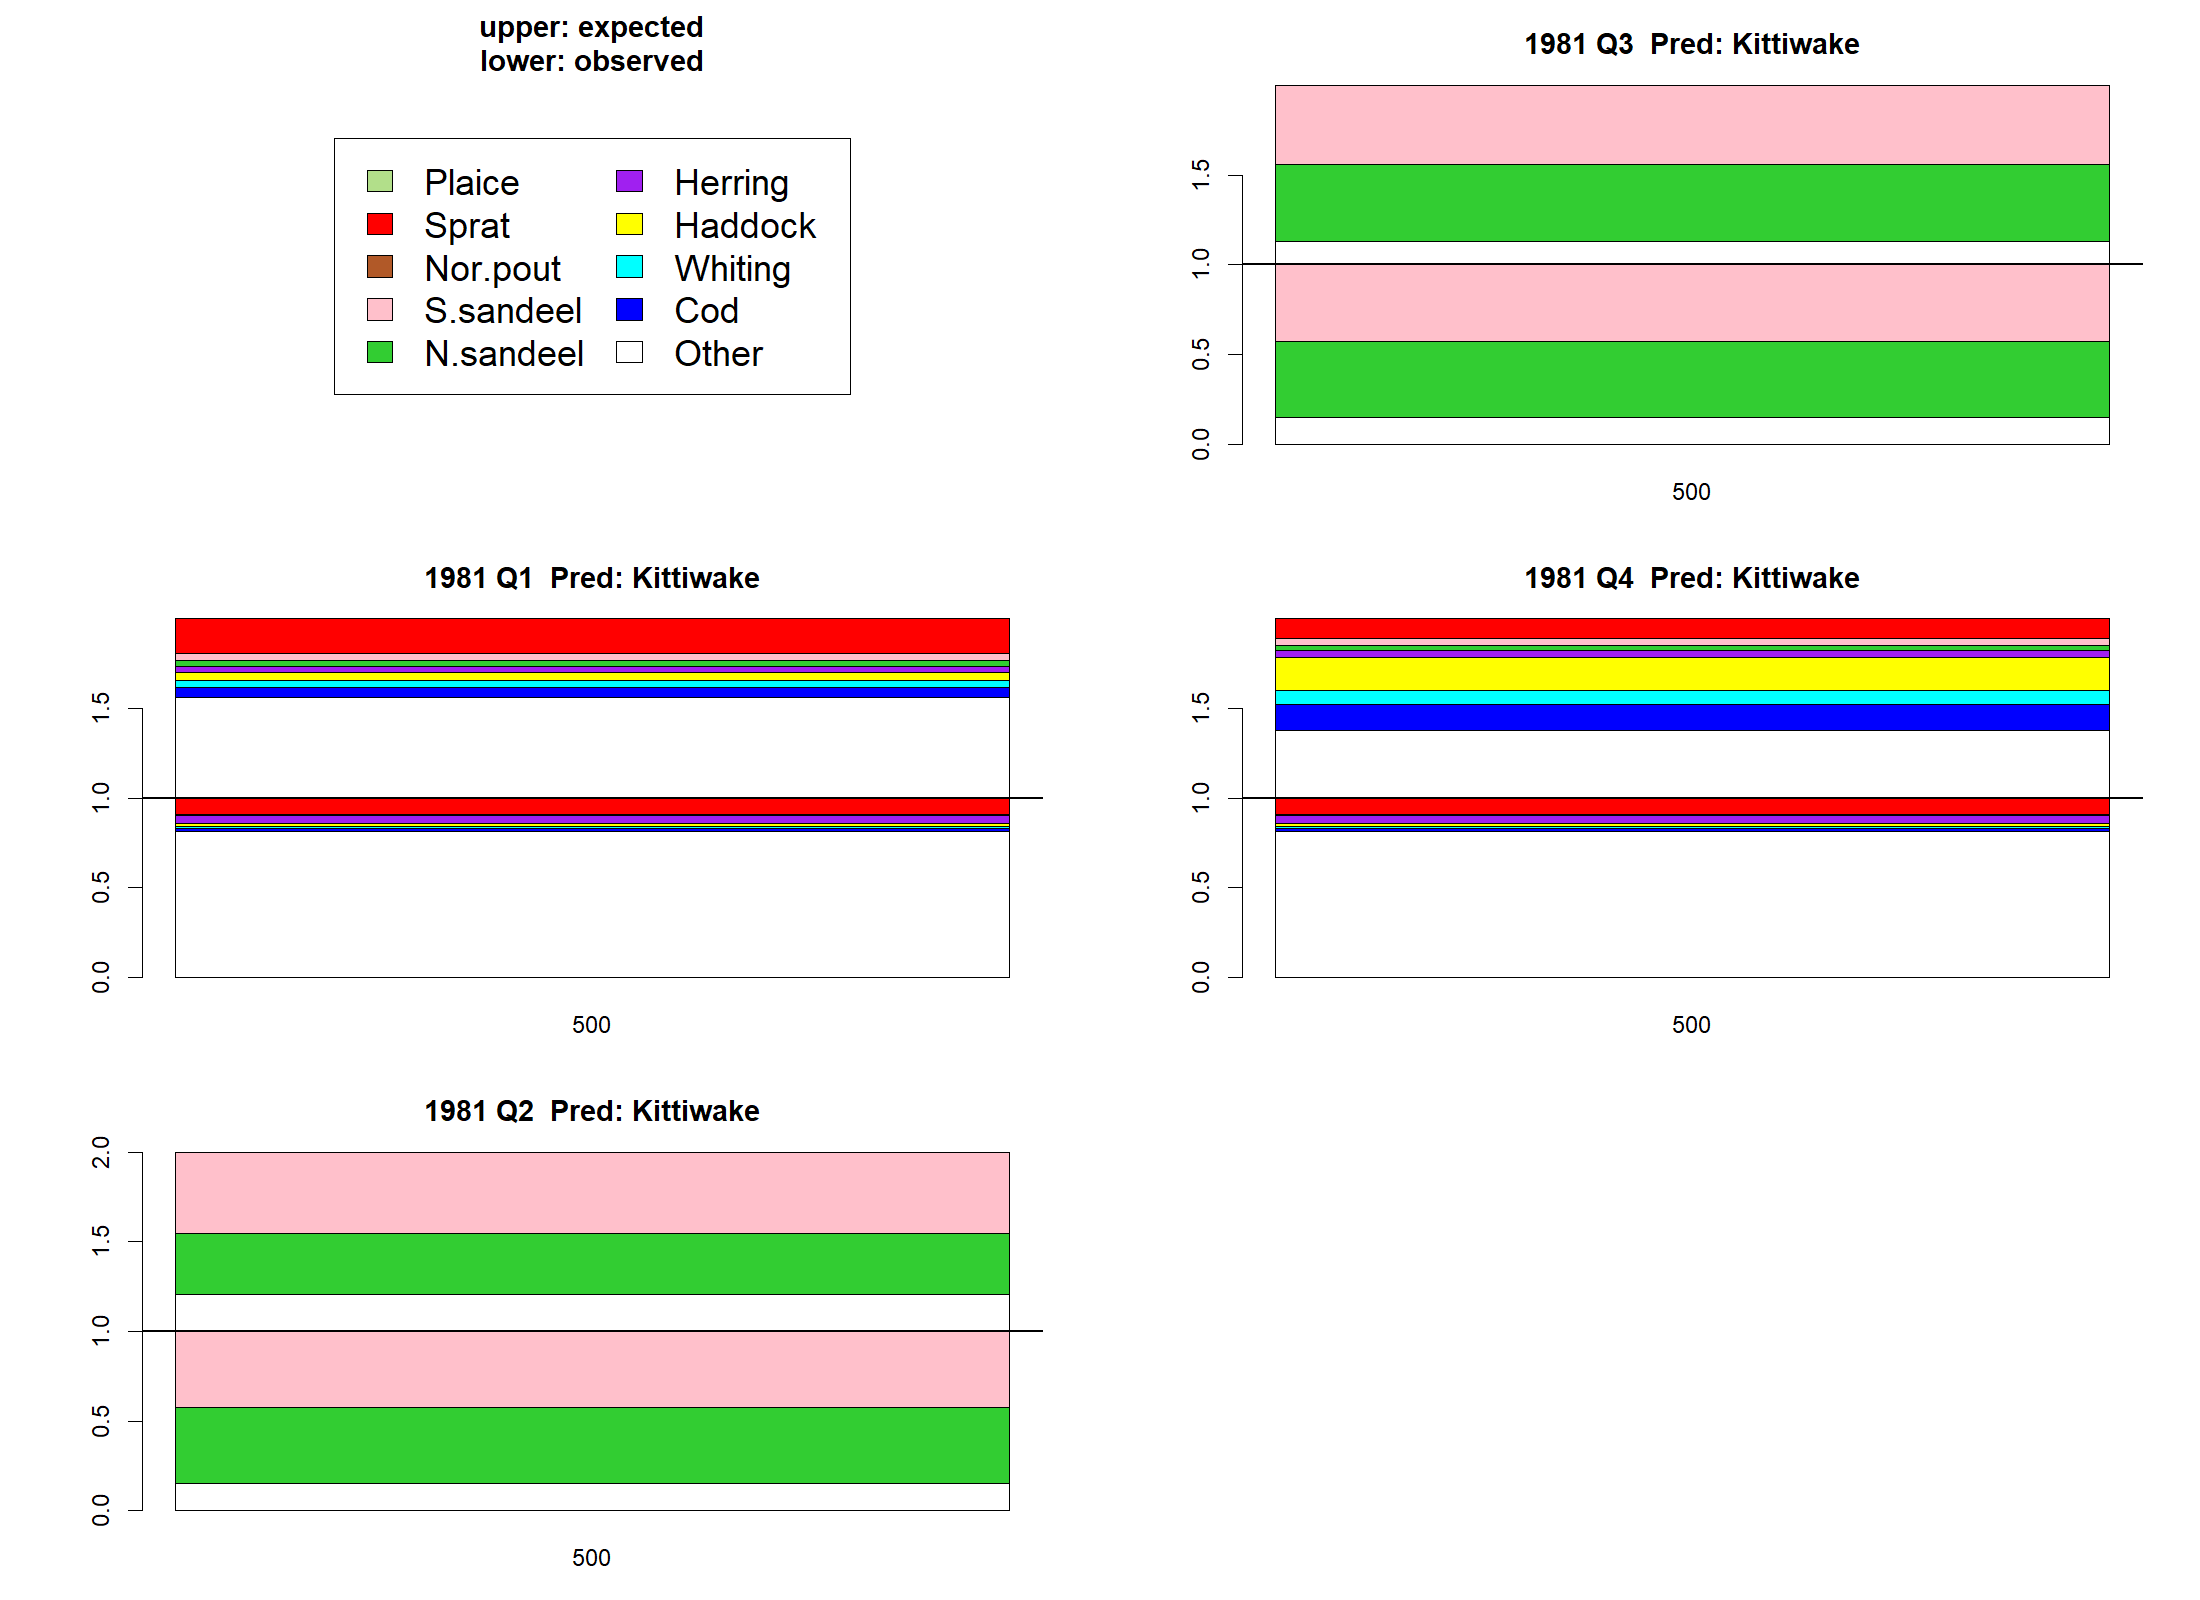 upper: expected
lower: observed
Plaice
Sprat
Nor.pout
S.sandeel
N.sandeel
Herring
Haddock
Whiting
Cod
Other
1981 Q3  Pred: Kittiwake
0.0 0.5 1.0 1.5
500
1981 Q1  Pred: Kittiwake
0.0 0.5 1.0 1.5
500
1981 Q4  Pred: Kittiwake
0.0 0.5 1.0 1.5
500
1981 Q2  Pred: Kittiwake
0.0 0.5 1.0 1.5 2.0
500